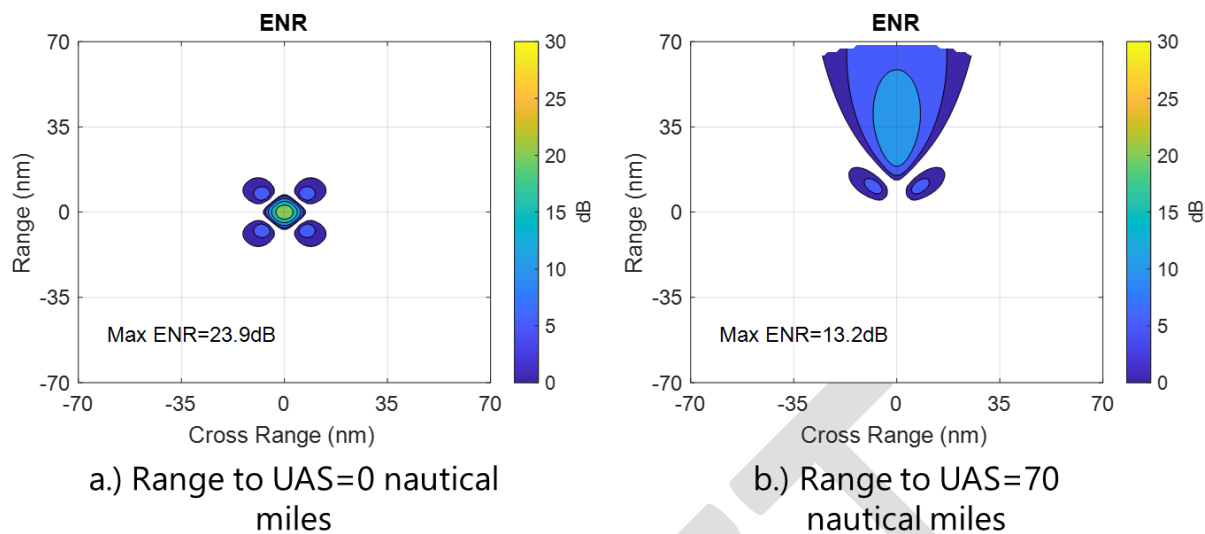 ENR
70
35
0
-35
-70
Range (nm)
-70
-35
0
35
70
Cross Range (nm)
Max ENR=23.9dB
30
25
20
15
10
5
0
dB
a.) Range to UAS=0 nautical
miles
ENR
70
35
0
-35
-70
Range (nm)
-70
-35
0
35
70
Cross Range (nm)
Max ENR=13.2dB
30
25
20
15
10
5
0
dB
b.) Range to UAS=70
nautical miles